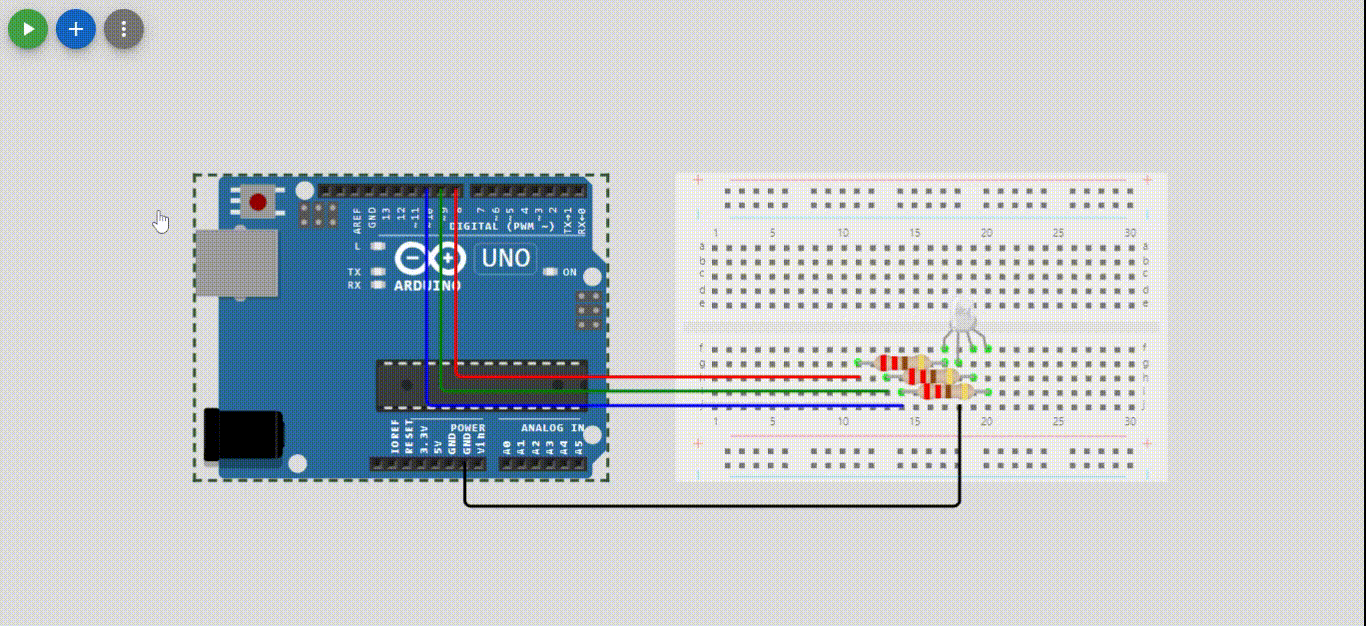 AREF GND 13 12 ~11 ~10 ~9 8 7 ~6 ~5 4 ~3 2 TX→1 RX←0
DIGITAL (PWM ~)
L
UNO
TX
ON
RX
ARDUINO
POWER
ANALOG IN
IOREF RESET 3.3V 5V GND GND Vin A0 A1 A2 A3 A4 A5
+ +
1 5 10 15 20 25 30
a a
b b
c c
d d
e e
f f
g g
h
j
1 5 10 15 20 25 30
+ +